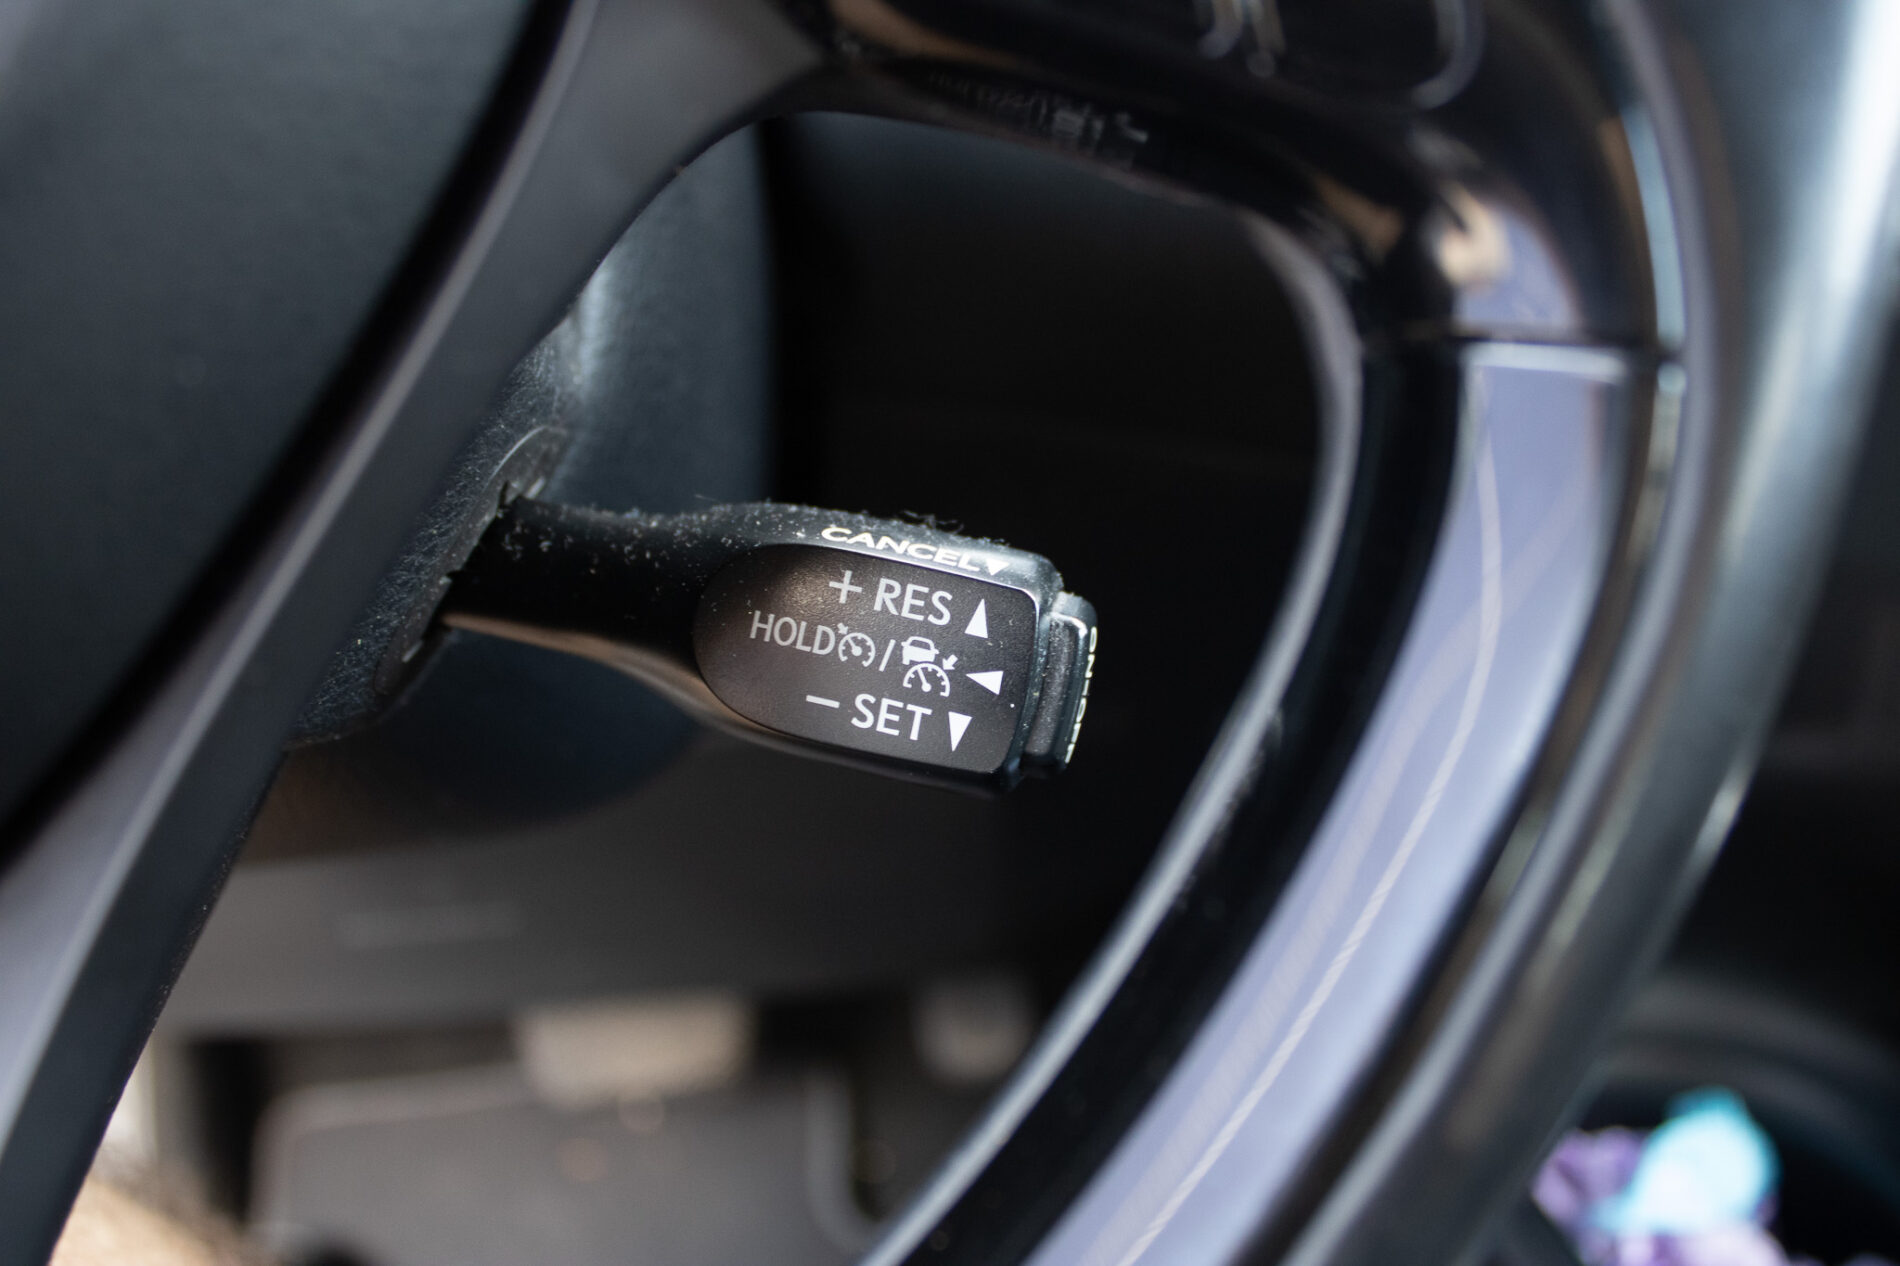 CANCEL
+ RES
HOLD /
− SET